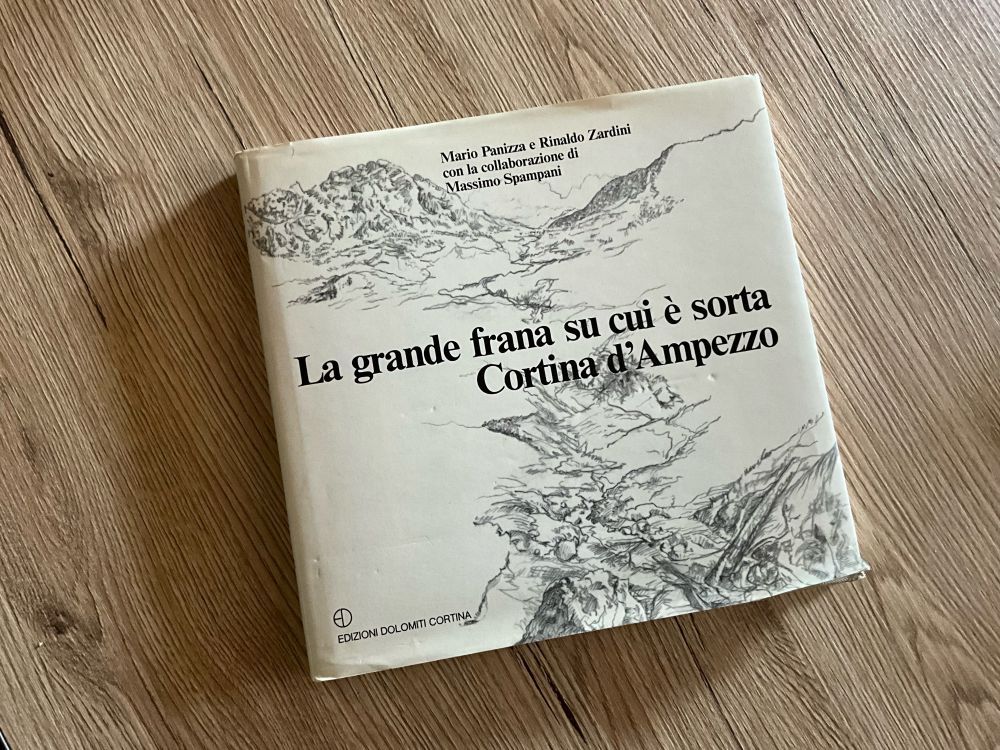 Mario Panizza e Rinaldo Zardini
con la collaborazione di
Massimo Spampani
La grande frana su cui è sorta
Cortina d'Ampezzo
ED
EDIZIONI DOLOMITI CORTINA